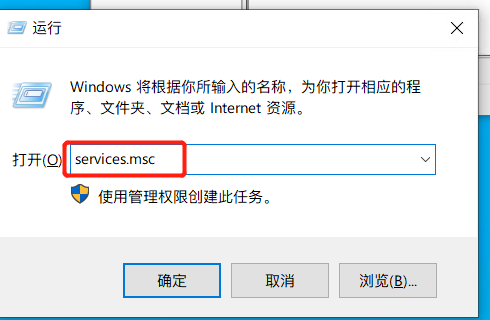 运行
Windows 将根据你所输入的名称，为你打开相应的程
序、文件夹、文档或 Internet 资源。
打开(O)
services.msc
使用管理权限创建此任务。
确定
取消
浏览(B)...